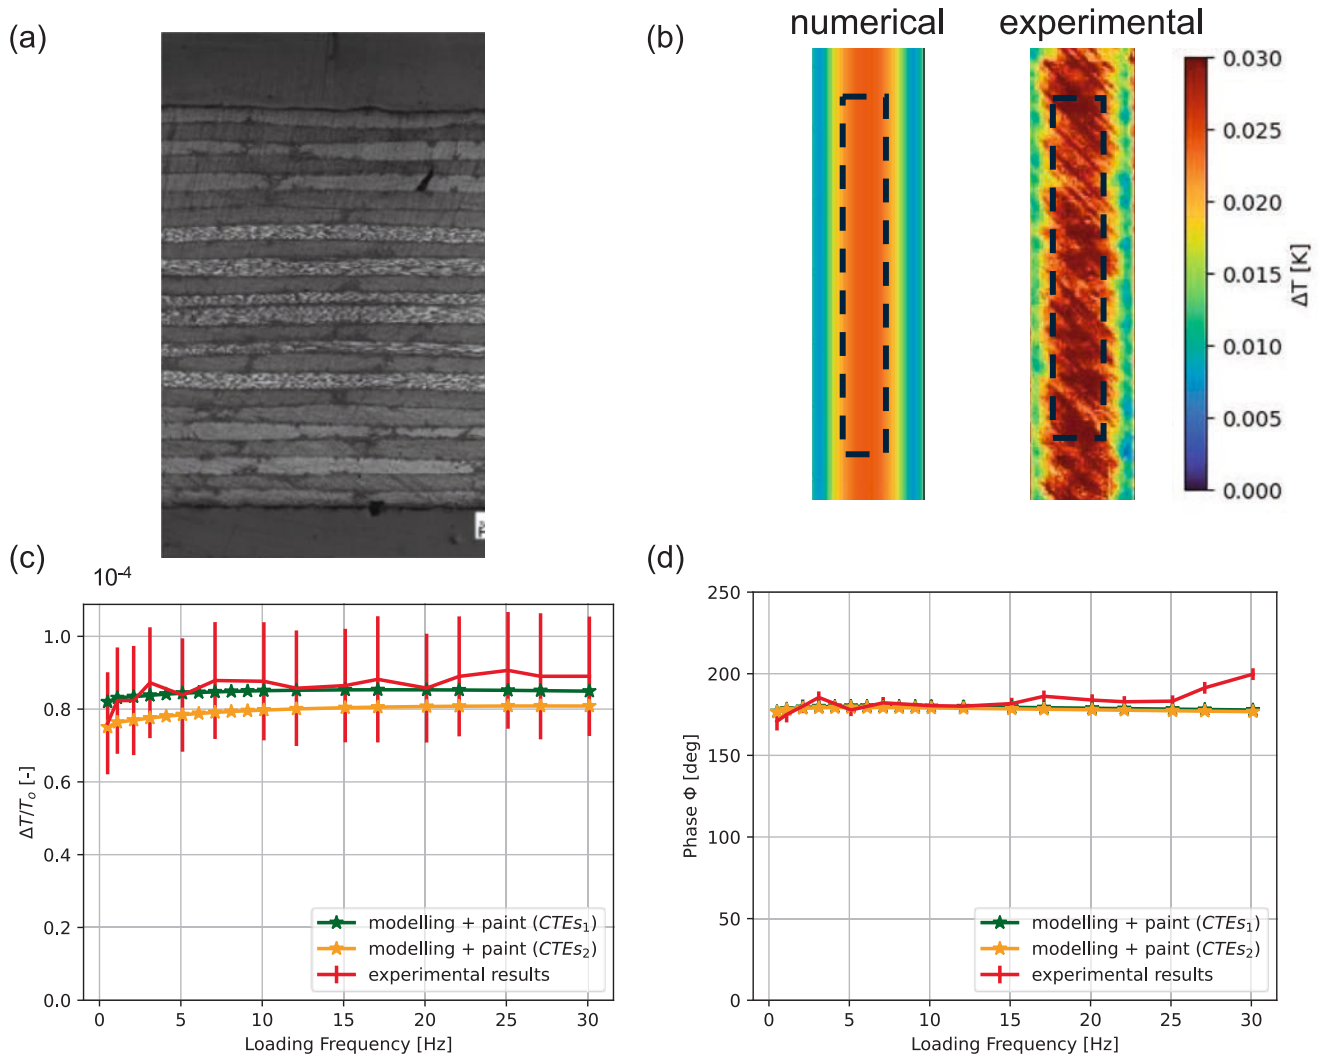 (a)
(b)
numerical
experimental
0.030
0.025
0.020
0.015
0.010
0.005
0.000
ΔT [K]
(c)
10-4
1.0
0.8
0.6
0.4
0.2
0.0
ΔT/To [-]
0 5 10 15 20 25 30
Loading Frequency [Hz]
modelling + paint (CTEs1)
modelling + paint (CTEs2)
experimental results
(d)
250
200
150
100
50
0
Phase Φ [deg]
0 5 10 15 20 25 30
Loading Frequency [Hz]
modelling + paint (CTEs1)
modelling + paint (CTEs2)
experimental results